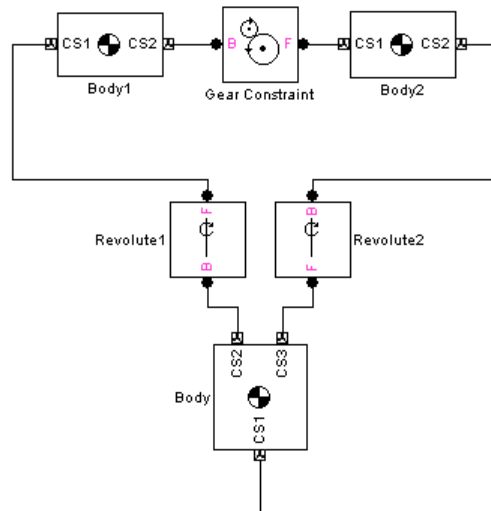 CS1 CS2
B F
CS1 CS2
Body1
Gear Constraint
Body2
F
B
Revolute1
B
F
Revolute2
CS2
CS3
Body
CS1